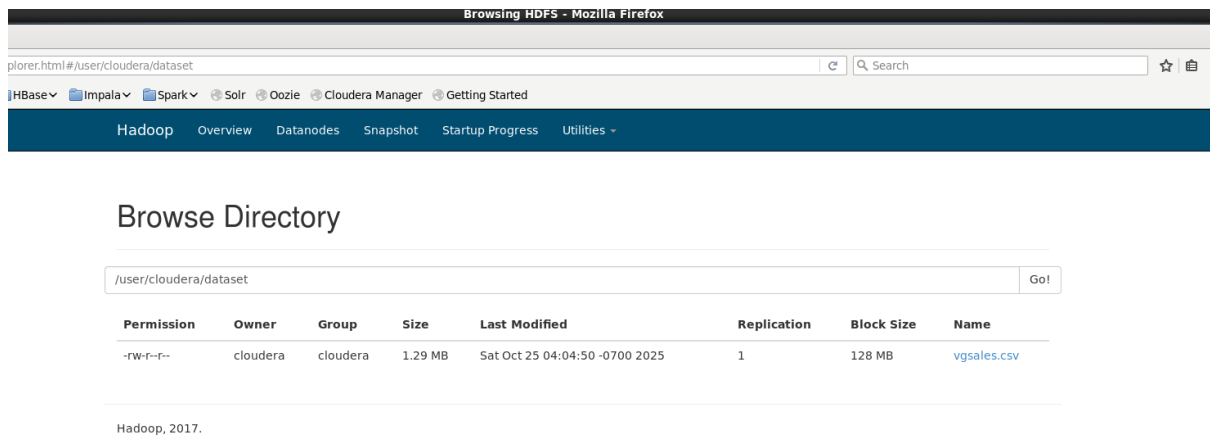 Browsing HDFS - Mozilla Firefox
plorer.html#/user/cloudera/dataset Search
HBase Impala Spark Solr Oozie Cloudera Manager Getting Started
Hadoop Overview Datanodes Snapshot Startup Progress Utilities
Browse Directory
/user/cloudera/dataset Go!
Permission Owner Group Size Last Modified Replication Block Size Name
-rw-r--r-- cloudera cloudera 1.29 MB Sat Oct 25 04:04:50 -0700 2025 1 128 MB vgsales.csv
Hadoop, 2017.